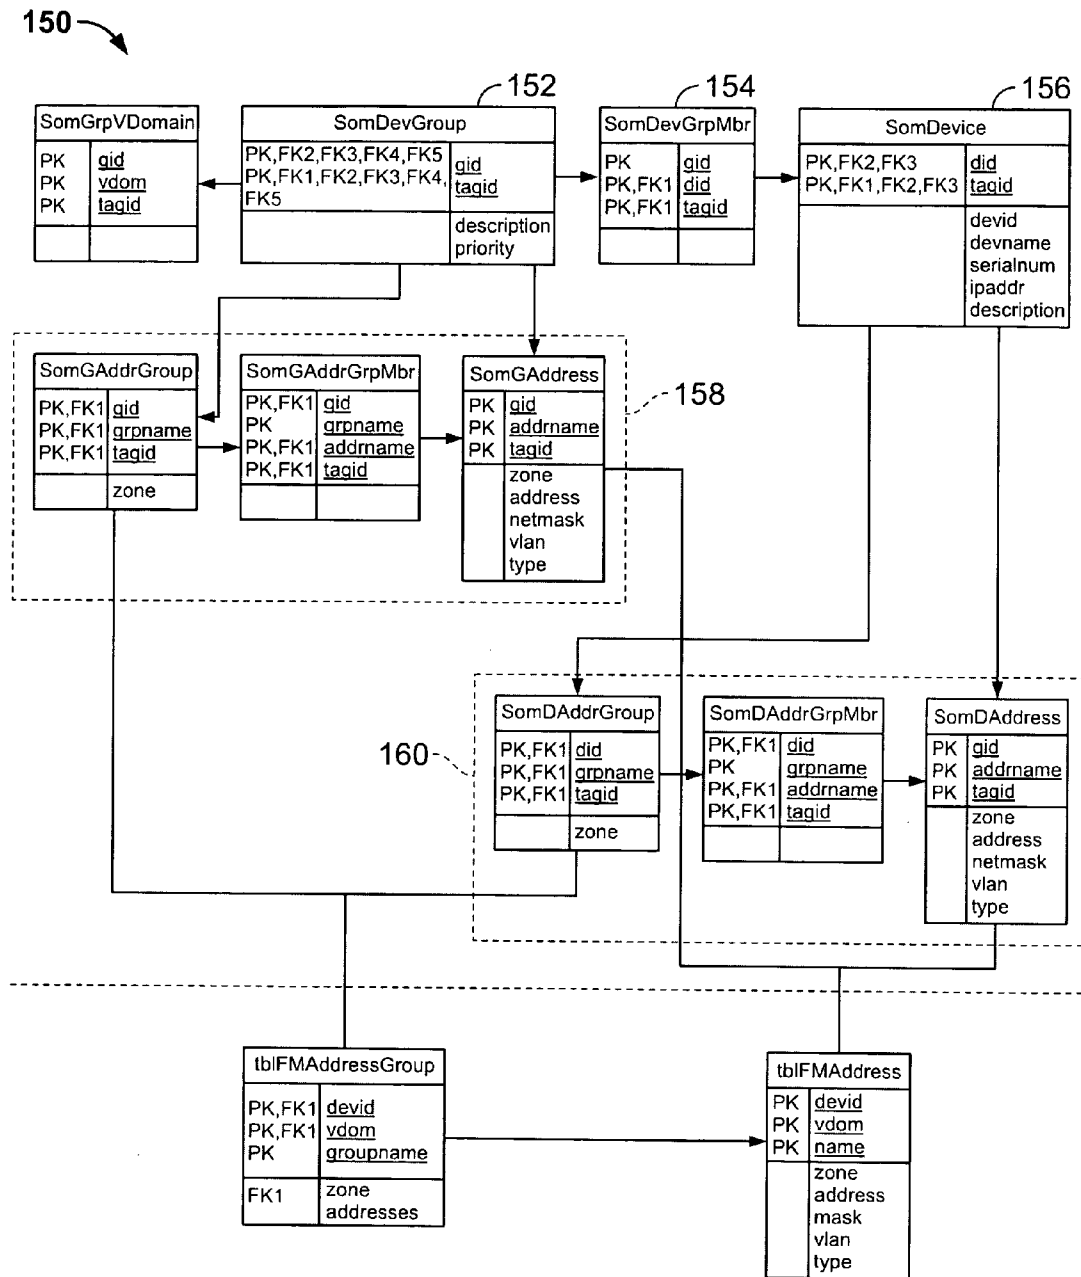 150
152
154
156
SomGrpVDomain
PK gid
PK vdom
PK tagid
SomDevGroup
PK,FK2,FK3,FK4,FK5 gid
PK,FK1,FK2,FK3,FK4, tagid
FK5
description
priority
SomDevGrpMbr
PK gid
PK,FK1 did
PK,FK1 tagid
SomDevice
PK,FK2,FK3 did
PK,FK1,FK2,FK3 tagid
devid
devname
serialnum
ipaddr
description
SomGAddrGroup
PK,FK1 gid
PK,FK1 grpname
PK,FK1 tagid
zone
SomGAddrGrpMbr
PK,FK1 gid
PK grpname
PK,FK1 addrname
PK,FK1 tagid
SomGAddress
PK gid
PK addrname
PK tagid
zone
address
netmask
vlan
type
158
160
SomDAddrGroup
PK,FK1 did
PK,FK1 grpname
PK,FK1 tagid
zone
SomDAddrGrpMbr
PK,FK1 did
PK grpname
PK,FK1 addrname
PK,FK1 tagid
SomDAddress
PK gid
PK addrname
PK tagid
zone
address
netmask
vlan
type
tblFMAddressGroup
PK,FK1 devid
PK,FK1 vdom
PK groupname
FK1 zone
addresses
tblFMAddress
PK devid
PK vdom
PK name
zone
address
mask
vlan
type